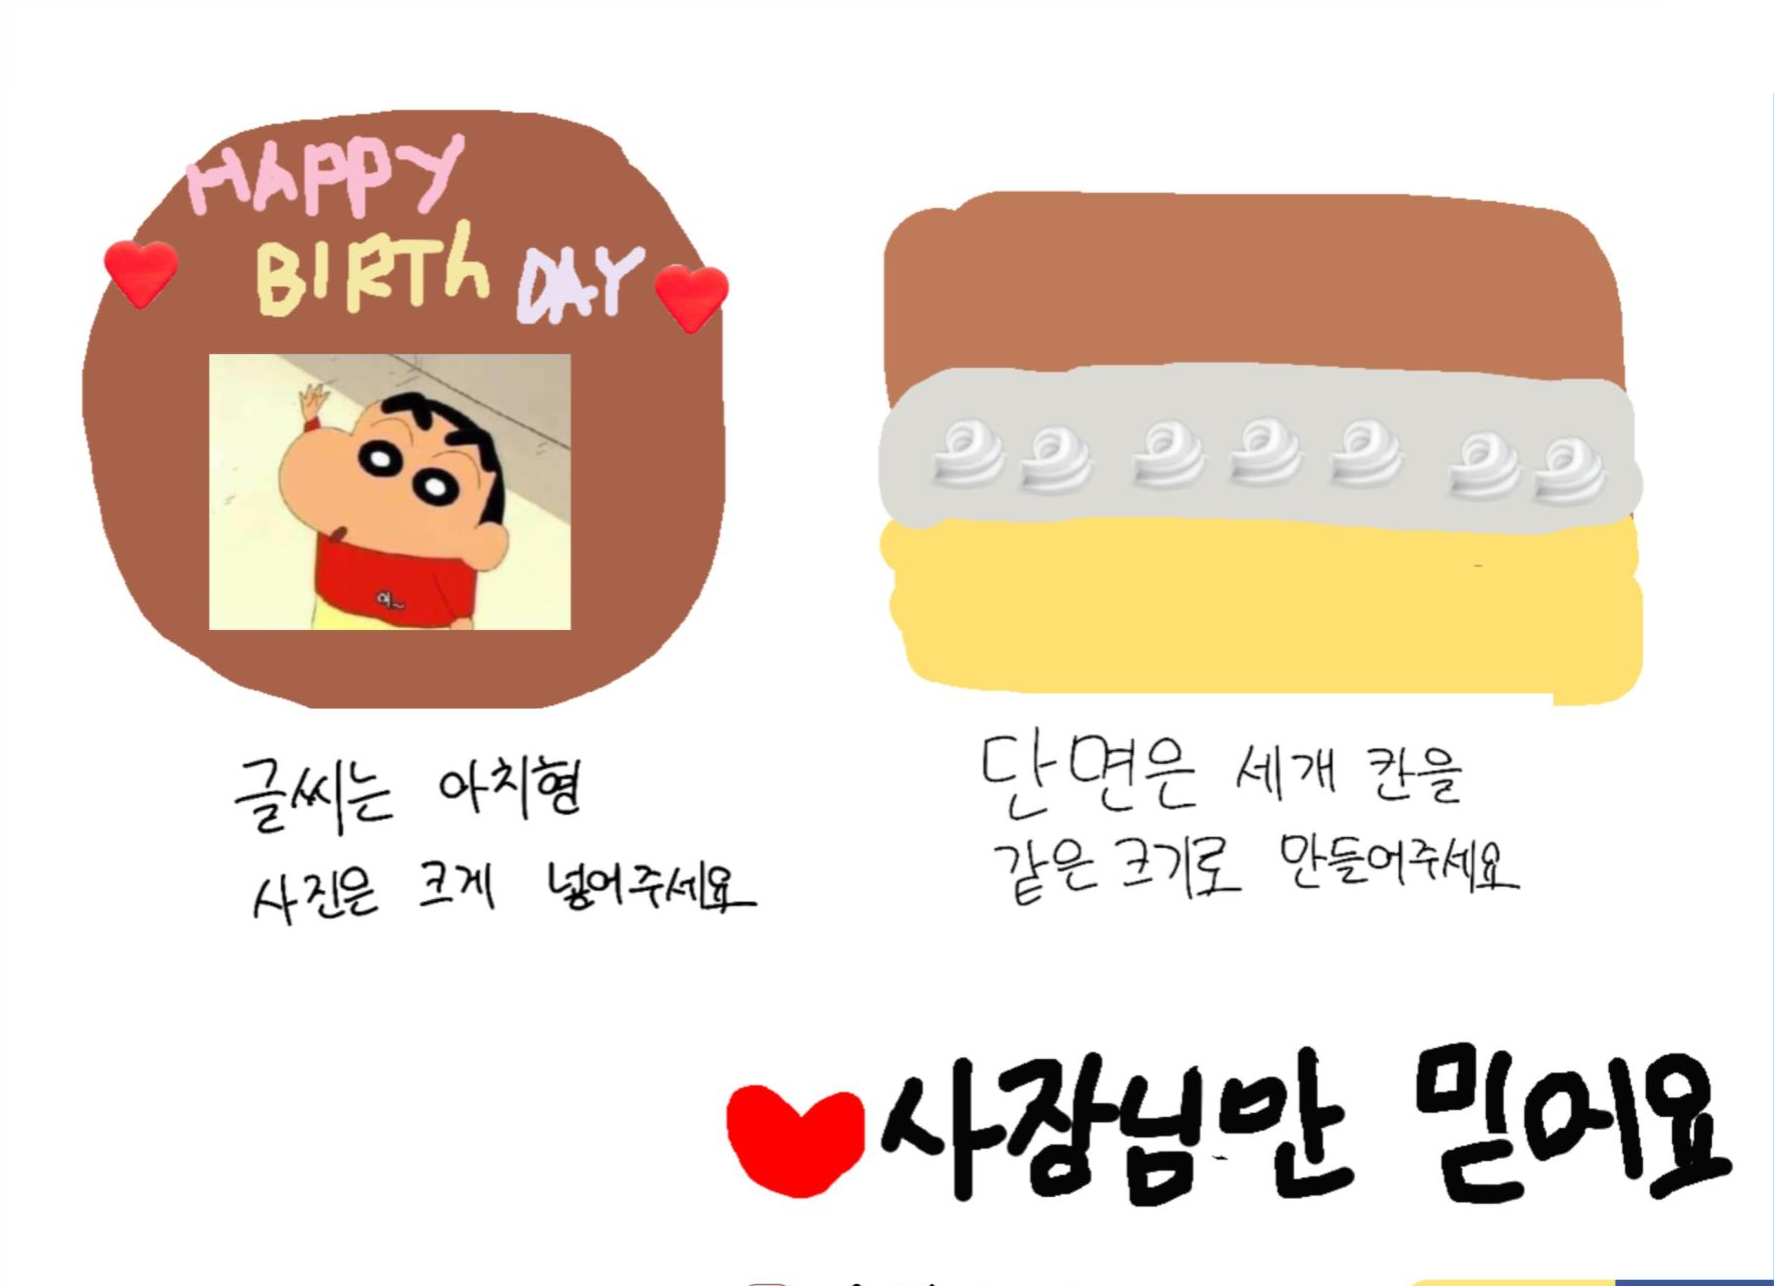 HAPPY
BIRTh DAY
어~
글씨는 아치형
사진은 크게 넣어주세요
단면은 세개 칸을
같은 크기로 만들어주세요
사장님만 믿어요